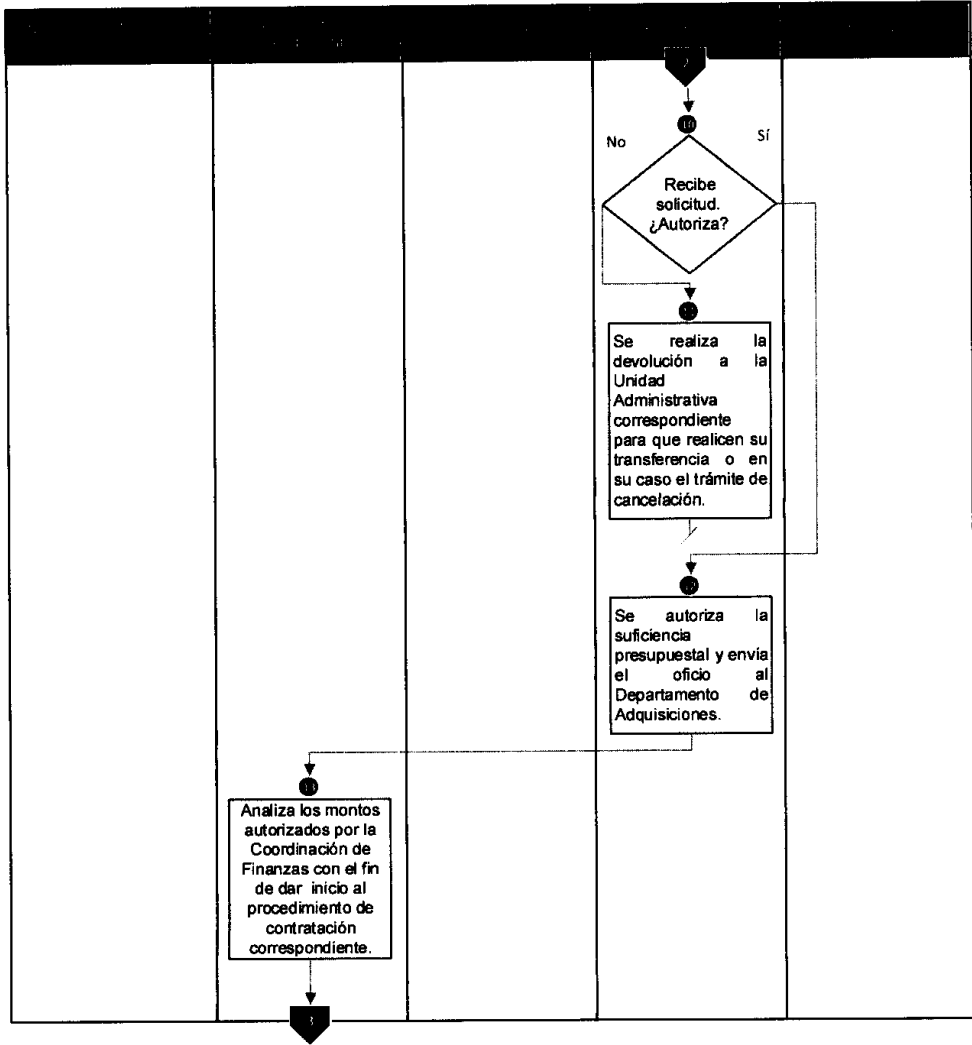 10
No
Sí
Recibe
solicitud.
¿Autoriza?
Se realiza la
devolución a la
Unidad
Administrativa
correspondiente
para que realicen su
transferencia o en
su caso el trámite de
cancelación.
Se autoriza la
suficiencia
presupuestal y envía
el oficio al
Departamento de
Adquisiciones.
Analiza los montos
autorizados por la
Coordinación de
Finanzas con el fin
de dar inicio al
procedimiento de
contratación
correspondiente.
3